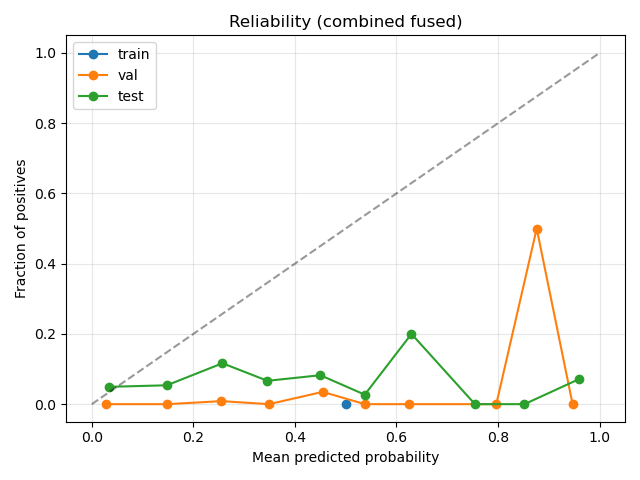 Reliability (combined fused)
train
val
test
Fraction of positives
1.0
0.8
0.6
0.4
0.2
0.0
0.0 0.2 0.4 0.6 0.8 1.0
Mean predicted probability